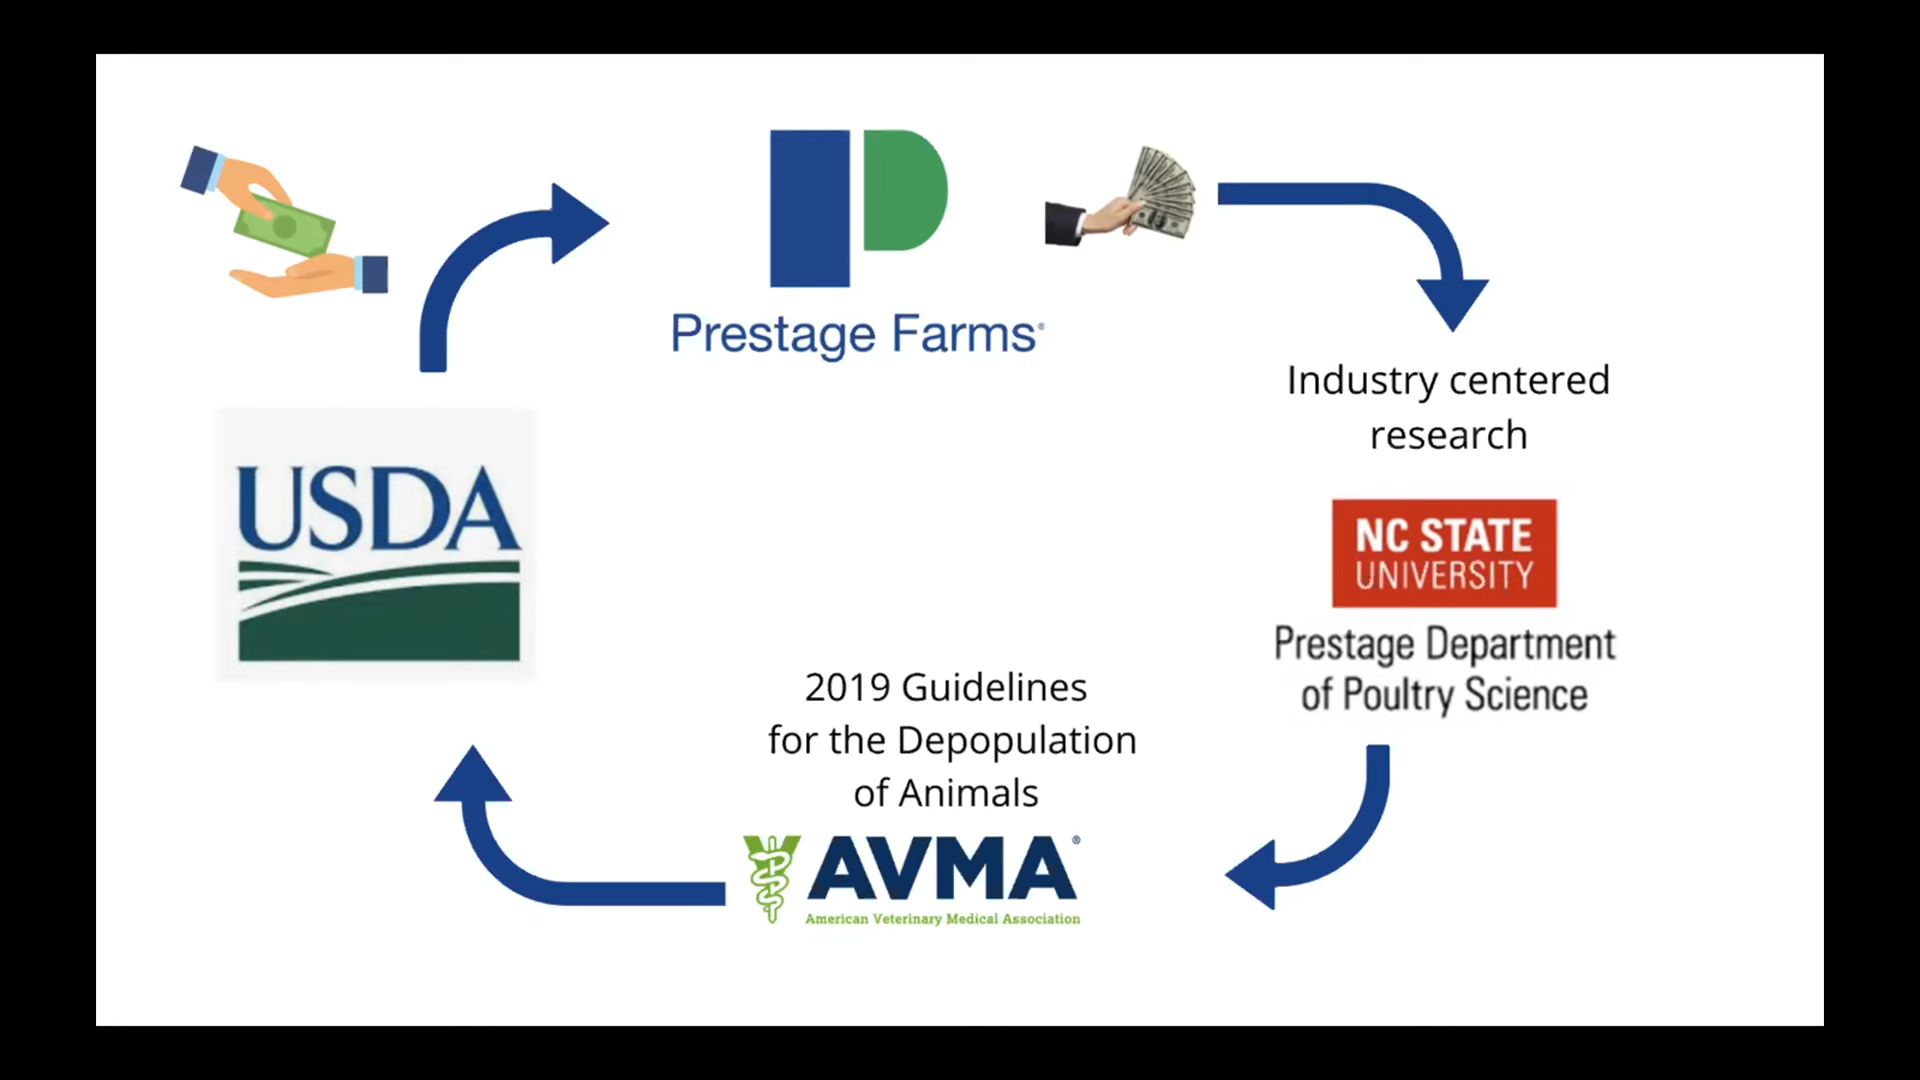 Prestage Farms®
Industry centered
research
USDA
NC STATE
UNIVERSITY
Prestage Department
of Poultry Science
2019 Guidelines
for the Depopulation
of Animals
AVMA®
American Veterinary Medical Association